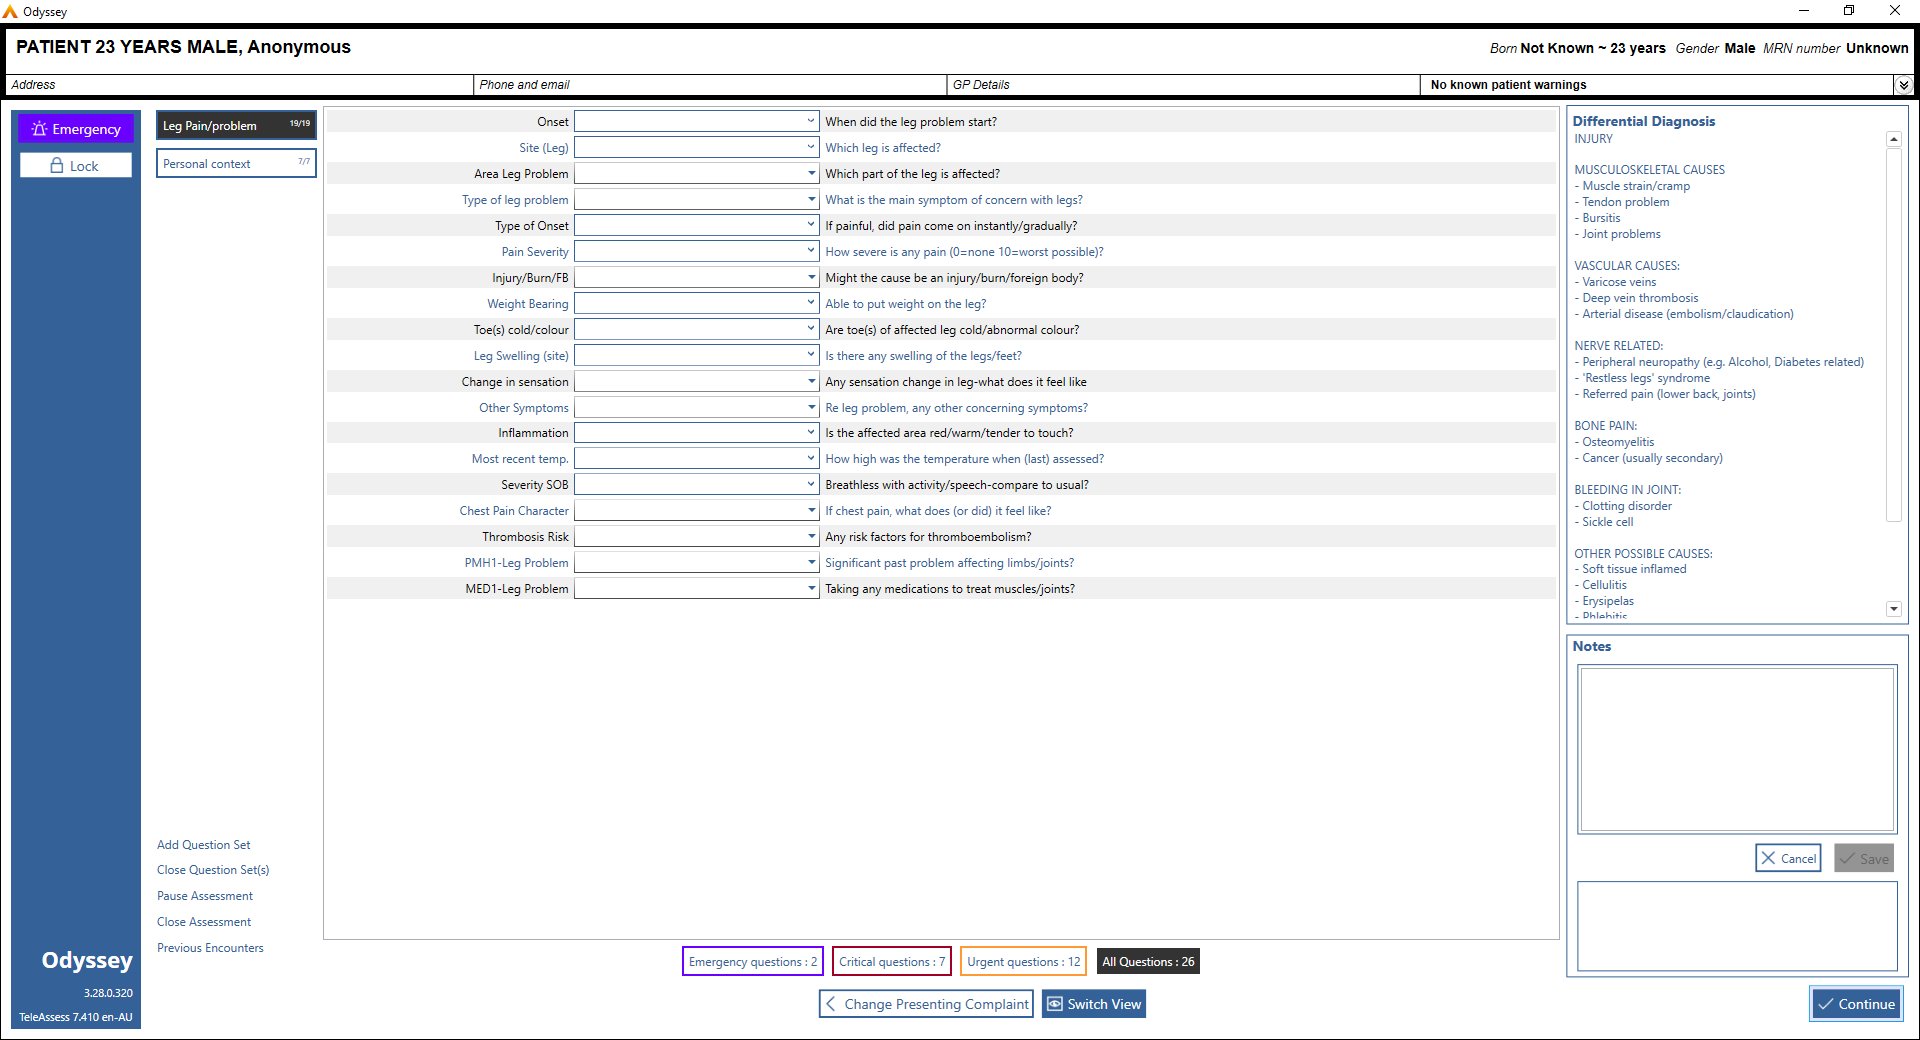 Odyssey
PATIENT 23 YEARS MALE, Anonymous
Born Not Known ~ 23 years Gender Male MRN number Unknown
Address
Phone and email
GP Details
No known patient warnings
Emergency
Lock
Leg Pain/problem 19/19
Personal context 7/7
Onset When did the leg problem start?
Site (Leg) Which leg is affected?
Area Leg Problem Which part of the leg is affected?
Type of leg problem What is the main symptom of concern with legs?
Type of Onset If painful, did pain come on instantly/gradually?
Pain Severity How severe is any pain (0=none 10=worst possible)?
Injury/Burn/FB Might the cause be an injury/burn/foreign body?
Weight Bearing Able to put weight on the leg?
Toe(s) cold/colour Are toe(s) of affected leg cold/abnormal colour?
Leg Swelling (site) Is there any swelling of the legs/feet?
Change in sensation Any sensation change in leg-what does it feel like
Other Symptoms Re leg problem, any other concerning symptoms?
Inflammation Is the affected area red/warm/tender to touch?
Most recent temp. How high was the temperature when (last) assessed?
Severity SOB Breathless with activity/speech-compare to usual?
Chest Pain Character If chest pain, what does (or did) it feel like?
Thrombosis Risk Any risk factors for thromboembolism?
PMH1-Leg Problem Significant past problem affecting limbs/joints?
MED1-Leg Problem Taking any medications to treat muscles/joints?
Differential Diagnosis
INJURY
MUSCULOSKELETAL CAUSES
- Muscle strain/cramp
- Tendon problem
- Bursitis
- Joint problems
VASCULAR CAUSES:
- Varicose veins
- Deep vein thrombosis
- Arterial disease (embolism/claudication)
NERVE RELATED:
- Peripheral neuropathy (e.g. Alcohol, Diabetes related)
- 'Restless legs' syndrome
- Referred pain (lower back, joints)
BONE PAIN:
- Osteomyelitis
- Cancer (usually secondary)
BLEEDING IN JOINT:
- Clotting disorder
- Sickle cell
OTHER POSSIBLE CAUSES:
- Soft tissue inflamed
- Cellulitis
- Erysipelas
- Phlebitis
Notes
Cancel
Save
Add Question Set
Close Question Set(s)
Pause Assessment
Close Assessment
Previous Encounters
Odyssey
3.28.0.320
TeleAssess 7.410 en-AU
Emergency questions : 2
Critical questions : 7
Urgent questions : 12
All Questions : 26
Change Presenting Complaint
Switch View
Continue